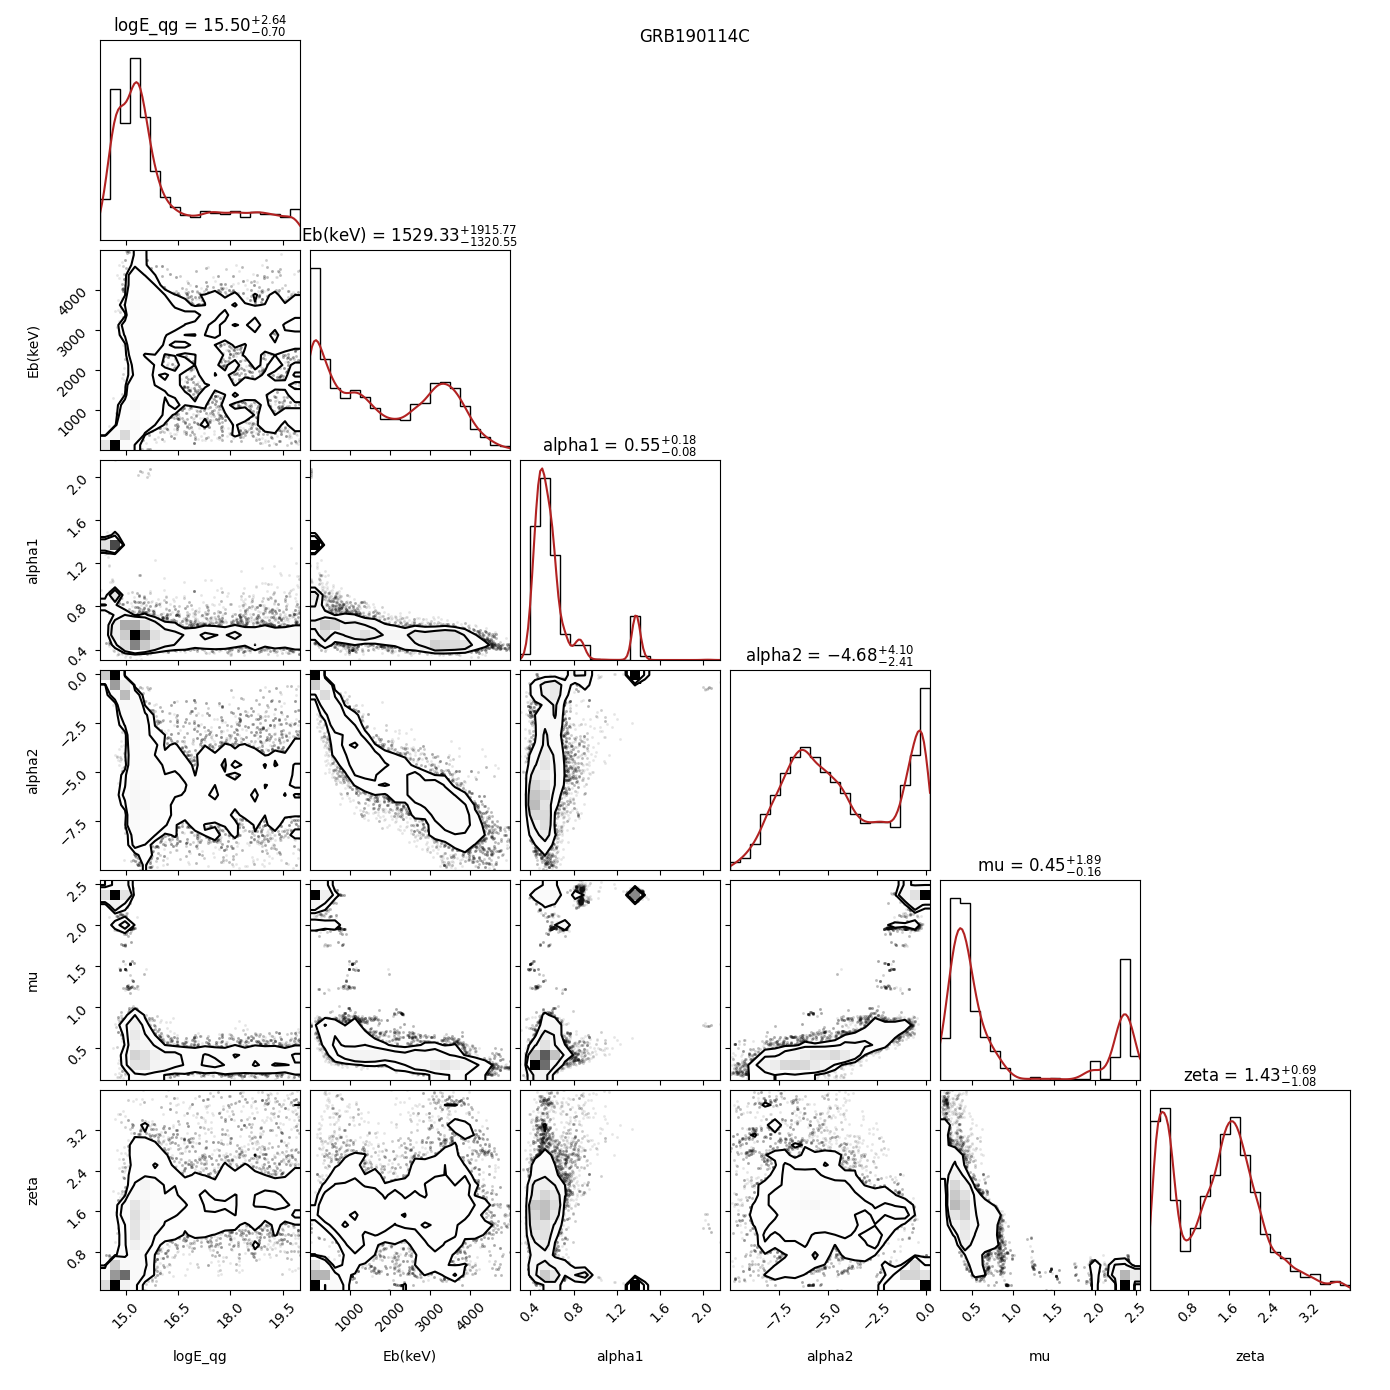 GRB190114C
logE_qg = 15.50+2.64−0.70
Eb(keV) = 1529.33+1915.77−1320.55
Eb(keV)
4000
3000
2000
1000
alpha1 = 0.55+0.18−0.08
alpha1
2.0
1.6
1.2
0.8
0.4
alpha2 = −4.68+4.10−2.41
alpha2
0.0
−2.5
−5.0
−7.5
mu = 0.45+1.89−0.16
mu
2.5
2.0
1.5
1.0
0.5
zeta = 1.43+0.69−1.08
zeta
3.2
2.4
1.6
0.8
15.0 16.5 18.0 19.5 1000 2000 3000 4000 0.4 0.8 1.2 1.6 2.0 −7.5 −5.0 −2.5 0.0 0.5 1.0 1.5 2.0 2.5 0.8 1.6 2.4 3.2
logE_qg Eb(keV) alpha1 alpha2 mu zeta